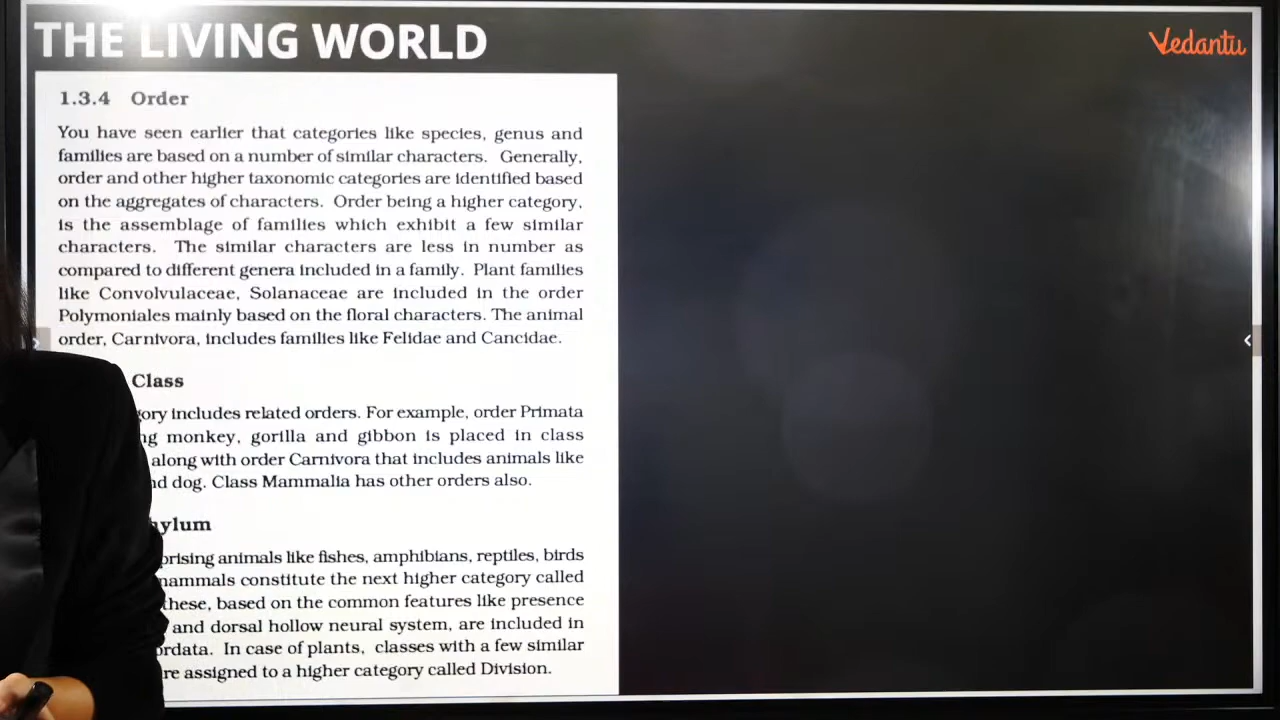 THE LIVING WORLD
Vedantu
1.3.4 Order
You have seen earlier that categories like species, genus and
families are based on a number of similar characters. Generally,
order and other higher taxonomic categories are identified based
on the aggregates of characters. Order being a higher category,
is the assemblage of families which exhibit a few similar
characters. The similar characters are less in number as
compared to different genera included in a family. Plant families
like Convolvulaceae, Solanaceae are included in the order
Polymoniales mainly based on the floral characters. The animal
order, Carnivora, includes families like Felidae and Cancidae.
Class
includes related orders. For example, order Primata
monkey, gorilla and gibbon is placed in class
along with order Carnivora that includes animals like
dog. Class Mammalia has other orders also.
hylum
prising animals like fishes, amphibians, reptiles, birds
mammals constitute the next higher category called
these, based on the common features like presence
and dorsal hollow neural system, are included in
ordata. In case of plants, classes with a few similar
re assigned to a higher category called Division.